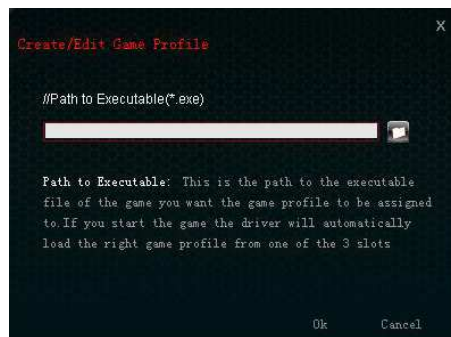 X
Create/Edit Game Profile
//Path to Executable(*.exe)
Path to Executable: This is the path to the executable
file of the game you want the game profile to be assigned
to.If you start the game the driver will automatically
load the right game profile from one of the 3 slots
Ok Cancel